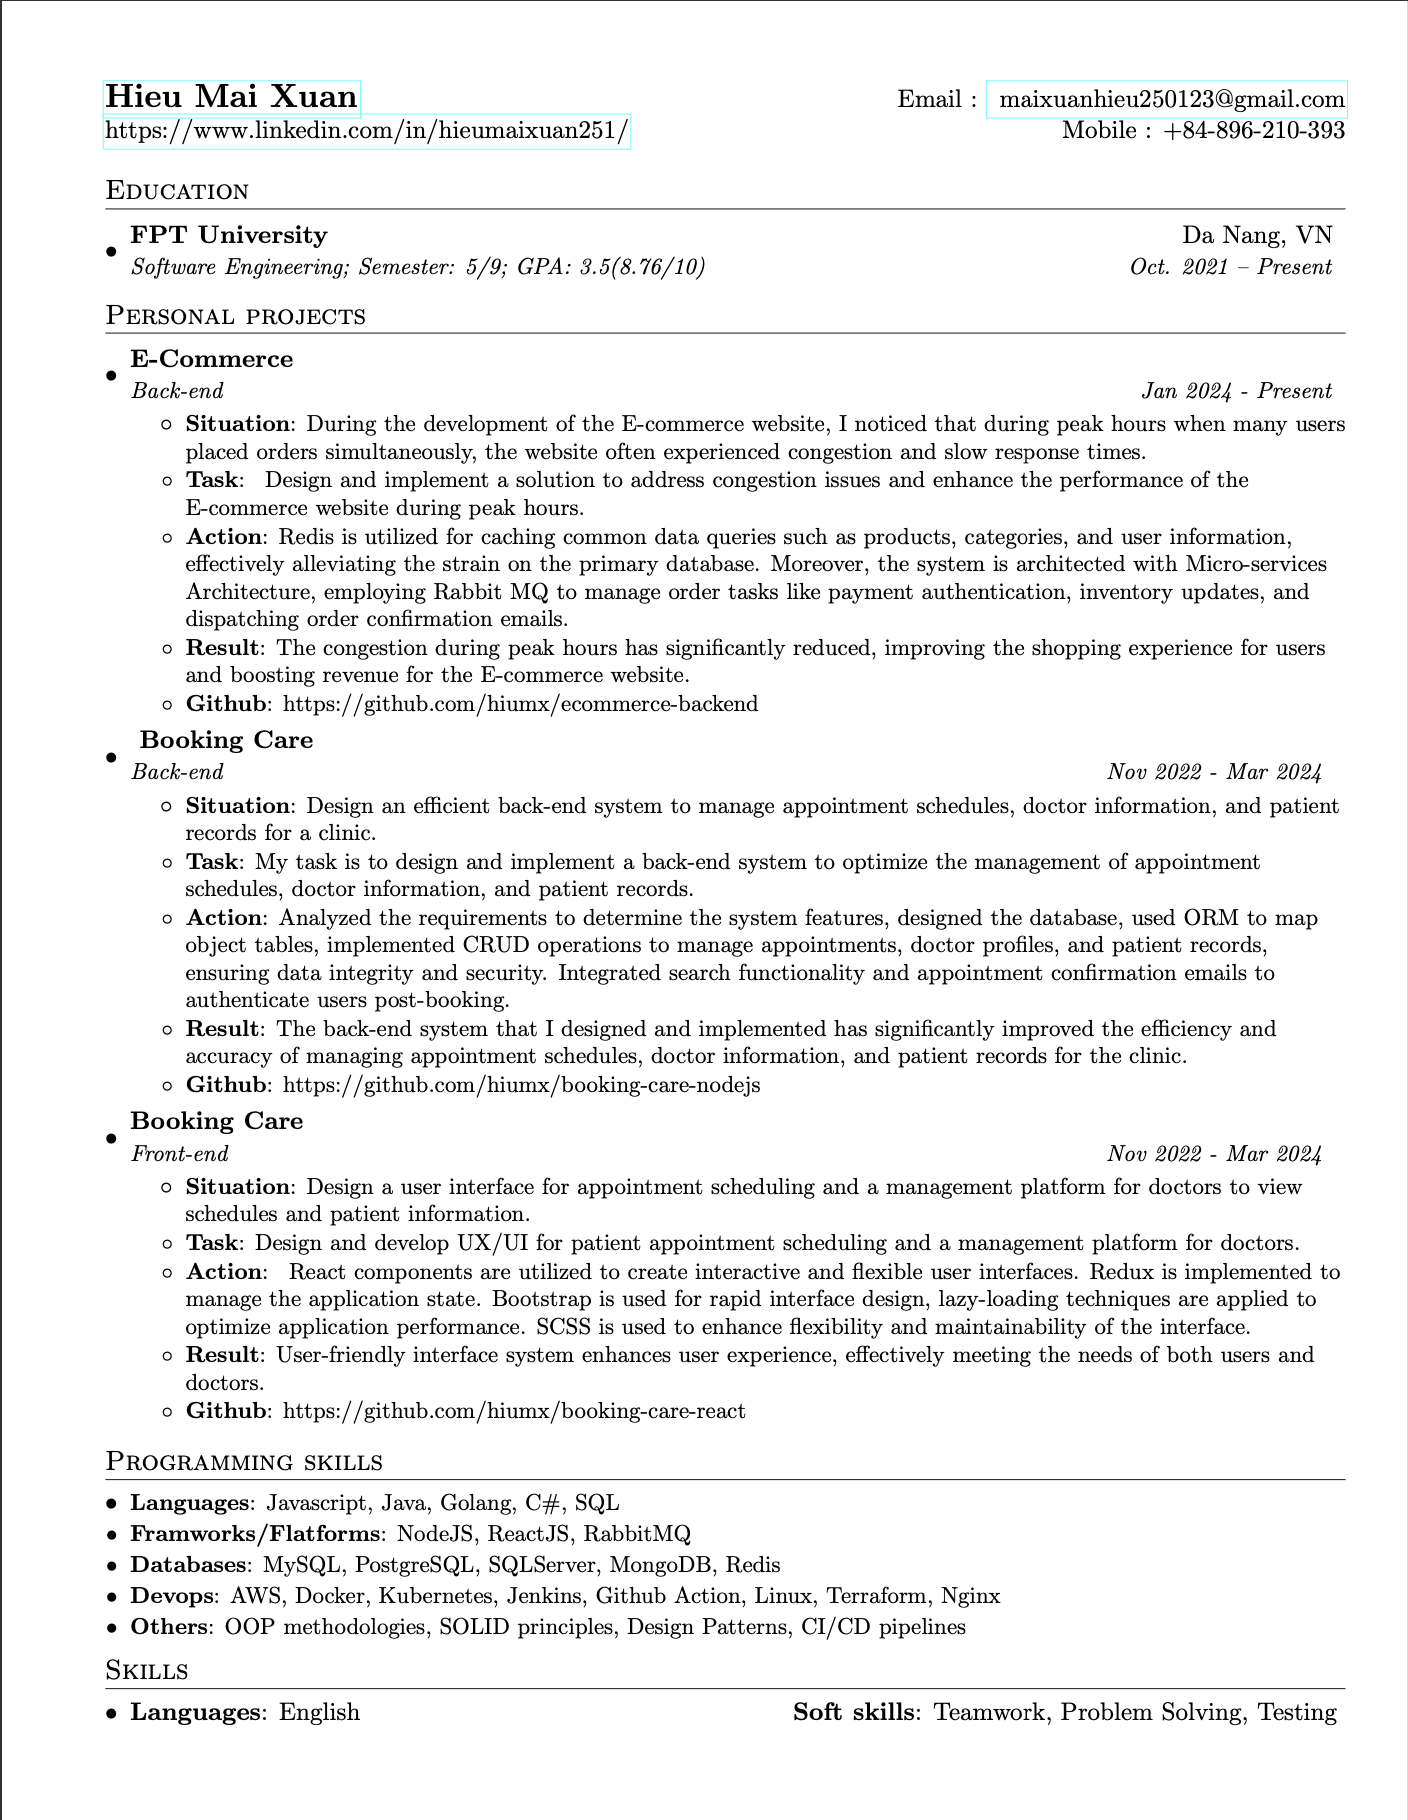 Hieu Mai Xuan Email : maixuanhieu250123@gmail.com
https://www.linkedin.com/in/hieumaixuan251/ Mobile : +84-896-210-393
Education
• FPT University Da Nang, VN
Software Engineering; Semester: 5/9; GPA: 3.5(8.76/10) Oct. 2021 – Present
Personal projects
• E-Commerce
Back-end Jan 2024 - Present
◦ Situation: During the development of the E-commerce website, I noticed that during peak hours when many users
placed orders simultaneously, the website often experienced congestion and slow response times.
◦ Task: Design and implement a solution to address congestion issues and enhance the performance of the
E-commerce website during peak hours.
◦ Action: Redis is utilized for caching common data queries such as products, categories, and user information,
effectively alleviating the strain on the primary database. Moreover, the system is architected with Micro-services
Architecture, employing Rabbit MQ to manage order tasks like payment authentication, inventory updates, and
dispatching order confirmation emails.
◦ Result: The congestion during peak hours has significantly reduced, improving the shopping experience for users
and boosting revenue for the E-commerce website.
◦ Github: https://github.com/hiumx/ecommerce-backend
• Booking Care
Back-end Nov 2022 - Mar 2024
◦ Situation: Design an efficient back-end system to manage appointment schedules, doctor information, and patient
records for a clinic.
◦ Task: My task is to design and implement a back-end system to optimize the management of appointment
schedules, doctor information, and patient records.
◦ Action: Analyzed the requirements to determine the system features, designed the database, used ORM to map
object tables, implemented CRUD operations to manage appointments, doctor profiles, and patient records,
ensuring data integrity and security. Integrated search functionality and appointment confirmation emails to
authenticate users post-booking.
◦ Result: The back-end system that I designed and implemented has significantly improved the efficiency and
accuracy of managing appointment schedules, doctor information, and patient records for the clinic.
◦ Github: https://github.com/hiumx/booking-care-nodejs
• Booking Care
Front-end Nov 2022 - Mar 2024
◦ Situation: Design a user interface for appointment scheduling and a management platform for doctors to view
schedules and patient information.
◦ Task: Design and develop UX/UI for patient appointment scheduling and a management platform for doctors.
◦ Action: React components are utilized to create interactive and flexible user interfaces. Redux is implemented to
manage the application state. Bootstrap is used for rapid interface design, lazy-loading techniques are applied to
optimize application performance. SCSS is used to enhance flexibility and maintainability of the interface.
◦ Result: User-friendly interface system enhances user experience, effectively meeting the needs of both users and
doctors.
◦ Github: https://github.com/hiumx/booking-care-react
Programming skills
• Languages: Javascript, Java, Golang, C#, SQL
• Framworks/Flatforms: NodeJS, ReactJS, RabbitMQ
• Databases: MySQL, PostgreSQL, SQLServer, MongoDB, Redis
• Devops: AWS, Docker, Kubernetes, Jenkins, Github Action, Linux, Terraform, Nginx
• Others: OOP methodologies, SOLID principles, Design Patterns, CI/CD pipelines
Skills
• Languages: English Soft skills: Teamwork, Problem Solving, Testing